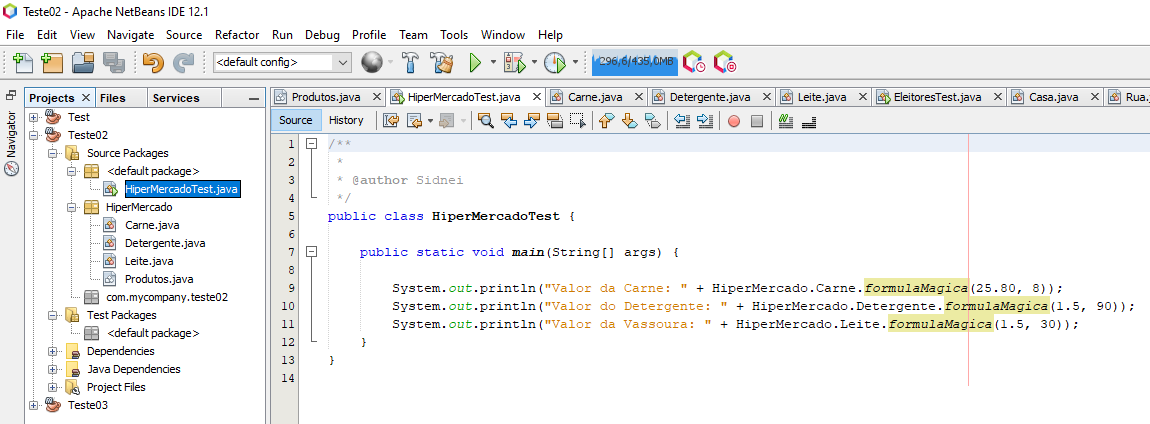 Teste02 - Apache NetBeans IDE 12.1
File Edit View Navigate Source Refactor Run Debug Profile Team Tools Window Help
<default config> 296,6/435,0MB
Projects Files Services
Navigator
Test
Teste02
Source Packages
<default package>
HiperMercadoTest.java
HiperMercado
Carne.java
Detergente.java
Leite.java
Produtos.java
com.mycompany.teste02
Test Packages
<default package>
Dependencies
Java Dependencies
Project Files
Teste03
Produtos.java HiperMercadoTest.java Carne.java Detergente.java Leite.java EleitoresTest.java Casa.java Rua.j
Source History
1 /**
2 *
3 * @author Sidnei
4 */
5 public class HiperMercadoTest {
6
7 public static void main(String[] args) {
8
9 System.out.println("Valor da Carne: " + HiperMercado.Carne.formulaMagica(25.80, 8));
10 System.out.println("Valor do Detergente: " + HiperMercado.Detergente.formulaMagica(1.5, 90));
11 System.out.println("Valor da Vassoura: " + HiperMercado.Leite.formulaMagica(1.5, 30));
12 }
13 }
14